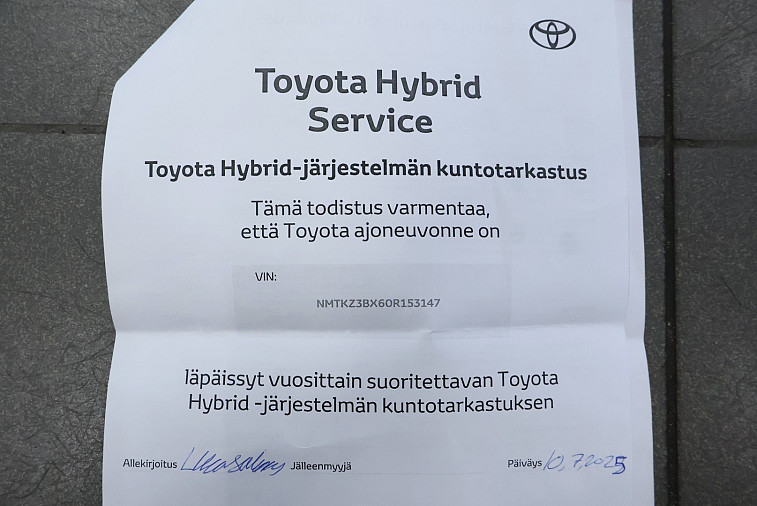 Toyota Hybrid
Service
Toyota Hybrid-järjestelmän kuntotarkastus
Tämä todistus varmentaa,
että Toyota ajoneuvonne on
VIN:
NMTKZ3BX60R153147
läpäissyt vuosittain suoritettavan Toyota
Hybrid -järjestelmän kuntotarkastuksen
Allekirjoitus Jälleenmyyjä Päiväys 10,7,2025